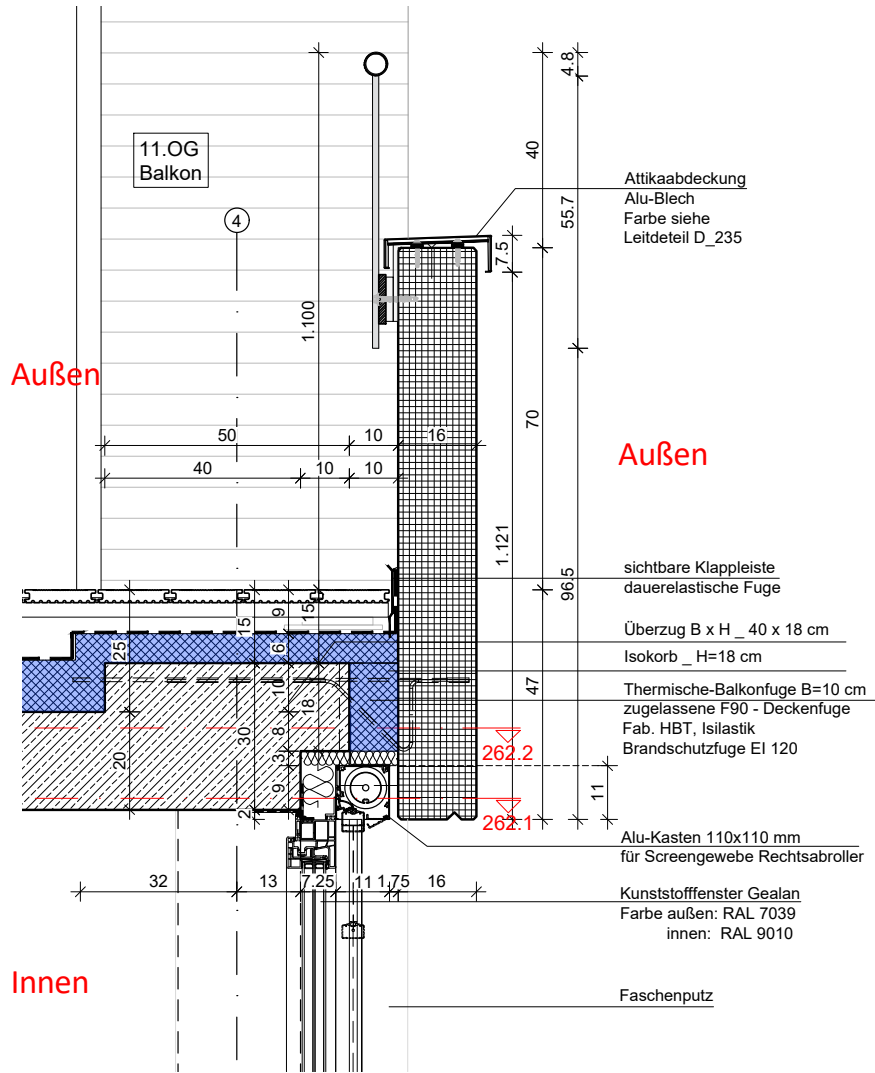 11.OG
Balkon
4
4.8
40
55.7
Attikaabdeckung
Alu-Blech
Farbe siehe
Leitdeteil D_235
7.5
1.100
Außen
70
50
10
16
Außen
40
10
10
1.121
96.5
sichtbare Klappleiste
dauerelastische Fuge
9
15
15
Überzug B x H _ 40 x 18 cm
25
6
Isokorb _ H=18 cm
10
47
Thermische-Balkonfuge B=10 cm
zugelassene F90 - Deckenfuge
Fab. HBT, Isilastik
Brandschutzfuge EI 120
18
30
8
262.2
20
3
9
11
2
262.1
Alu-Kasten 110x110 mm
für Screengewebe Rechtsabroller
32
13
7.25
11
1.75
16
Kunststofffenster Gealan
Farbe außen: RAL 7039
innen: RAL 9010
Innen
Faschenputz